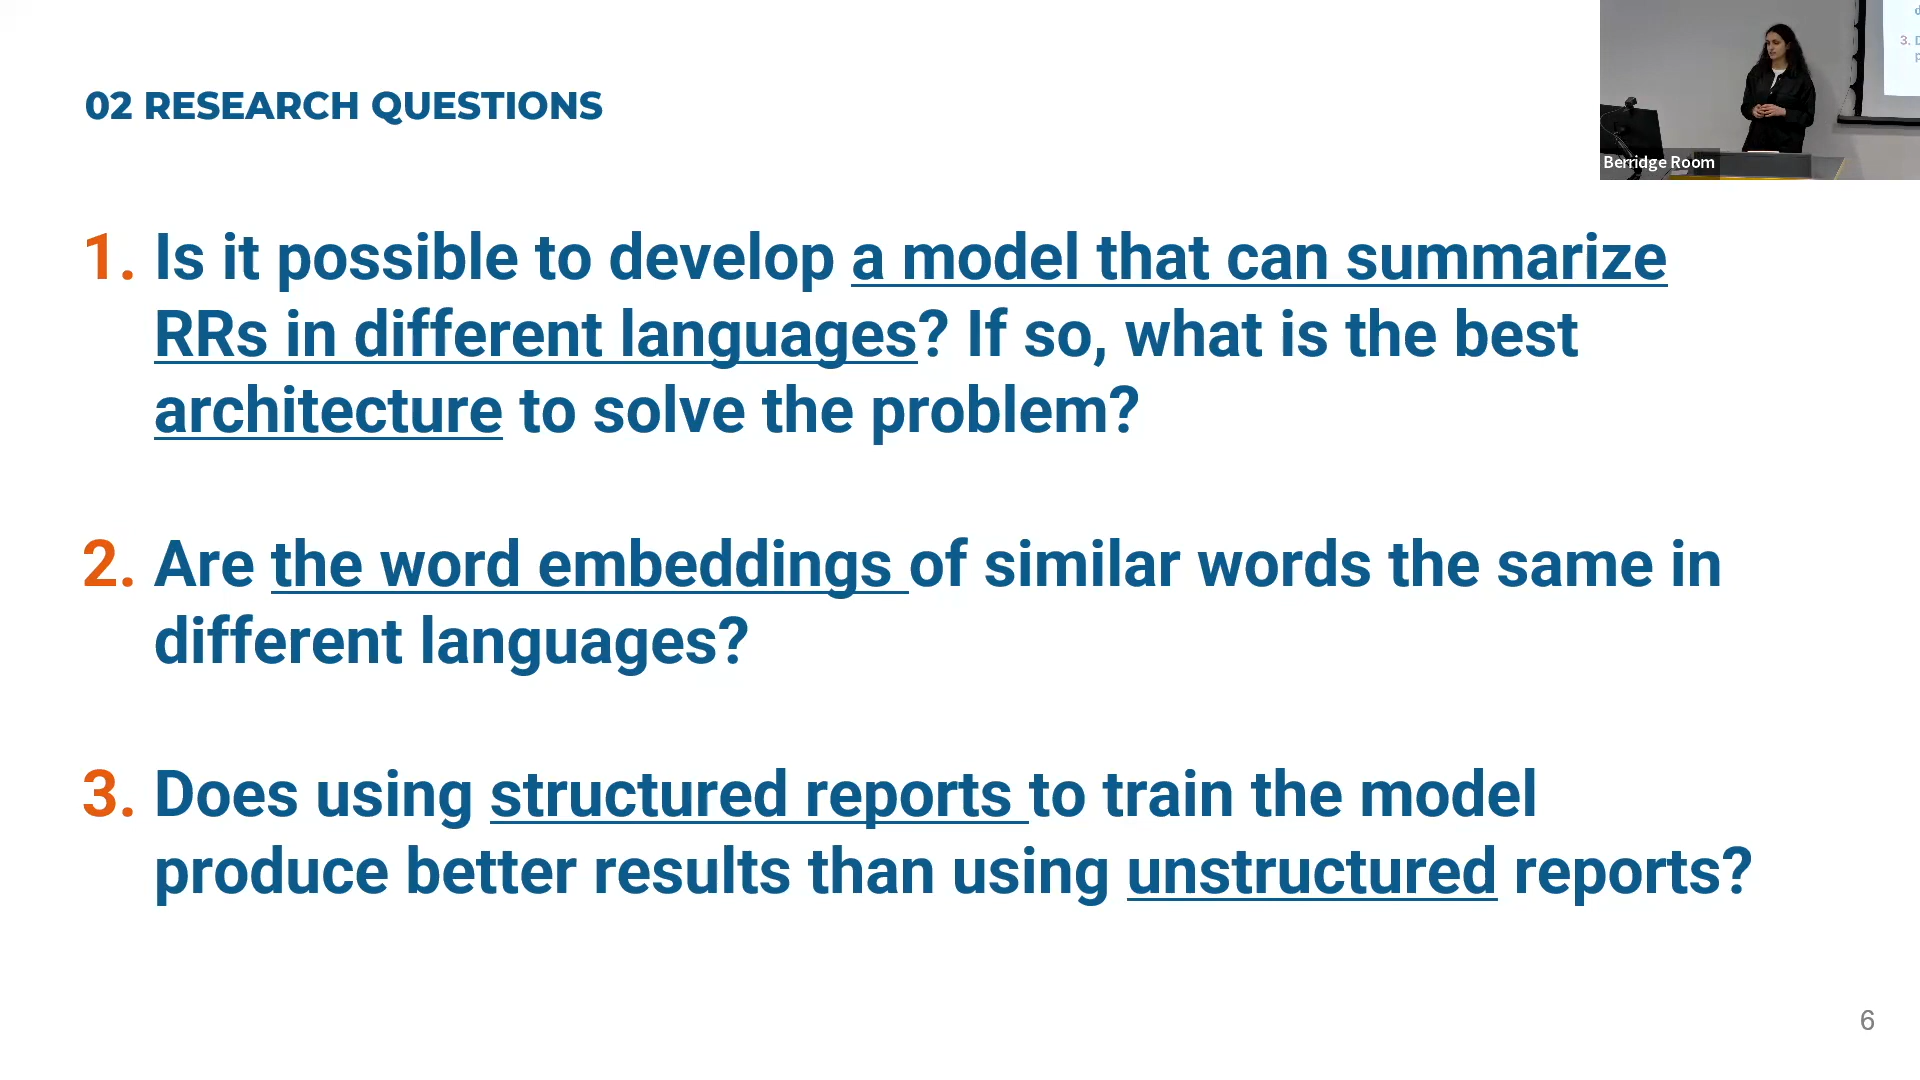 02 RESEARCH QUESTIONS
Berridge Room
3.
1. Is it possible to develop a model that can summarize
RRs in different languages? If so, what is the best
architecture to solve the problem?
2. Are the word embeddings of similar words the same in
different languages?
3. Does using structured reports to train the model
produce better results than using unstructured reports?
6